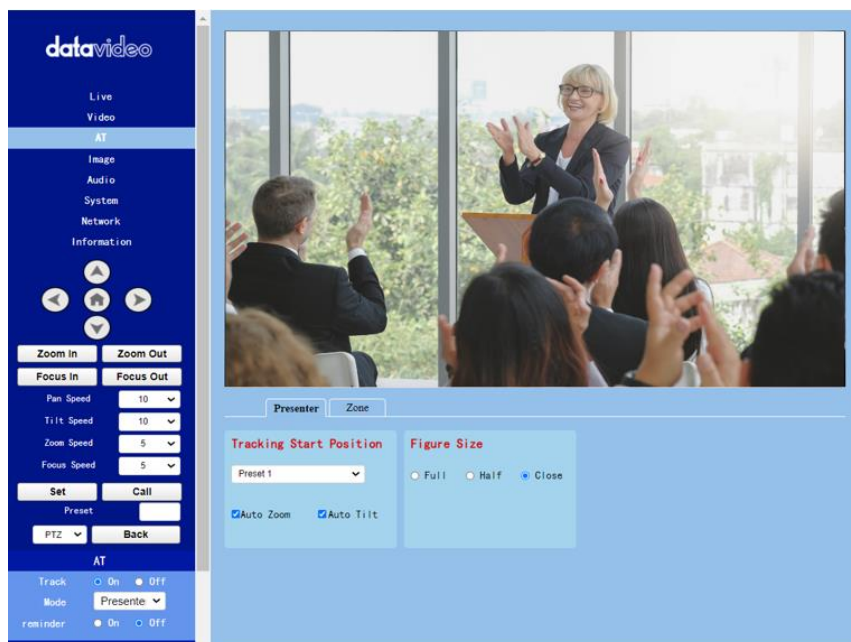 datavideo
Live
Video
AT
Image
Audio
System
Network
Information
Zoom In Zoom Out
Focus In Focus Out
Pan Speed 10
Tilt Speed 10
Zoom Speed 5
Focus Speed 5
Set Call
Preset
PTZ Back
AT
Track On Off
Mode Presente
reminder On Off
Presenter Zone
Tracking Start Position
Preset 1
Auto Zoom Auto Tilt
Figure Size
Full Half Close